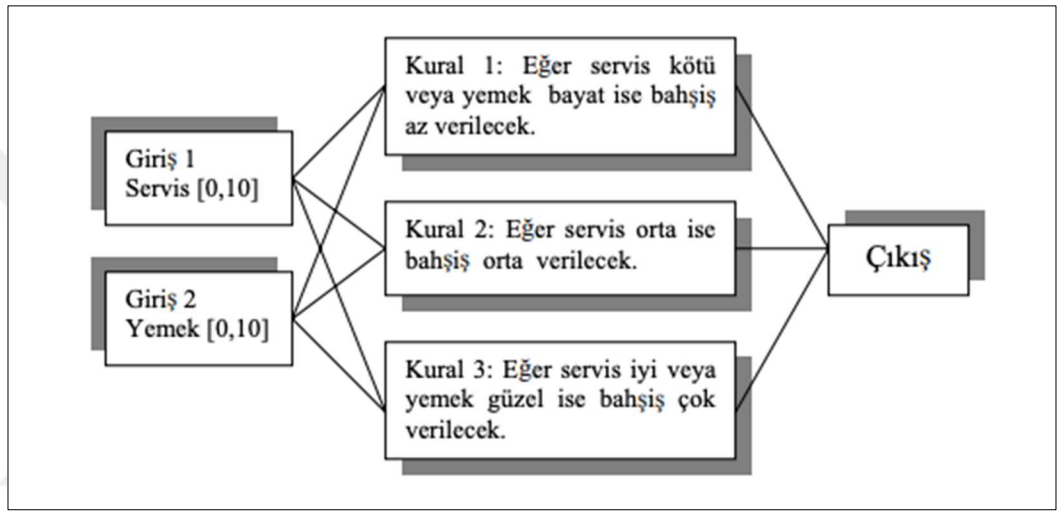 Giriş 1
Servis [0,10]
Giriş 2
Yemek [0,10]
Kural 1: Eğer servis kötü
veya yemek bayat ise bahşiş
az verilecek.
Kural 2: Eğer servis orta ise
bahşiş orta verilecek.
Kural 3: Eğer servis iyi veya
yemek güzel ise bahşiş çok
verilecek.
Çıkış